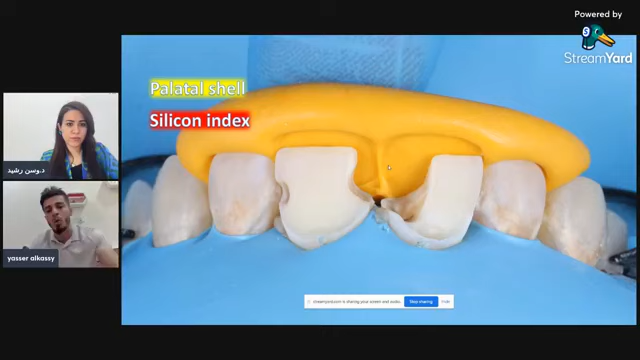 Powered by
StreamYard
Palatal shell
Silicon index
د.وسن رشيد
yasser alkassy
streamyard.com is sharing your screen and audio.
Stop sharing
Hide